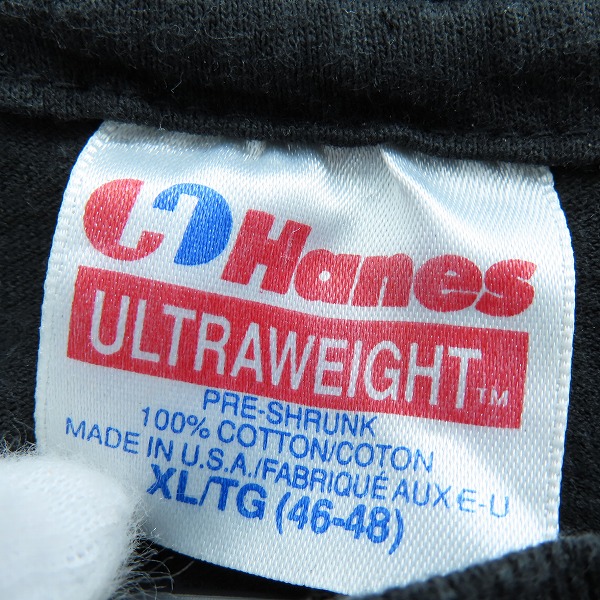 Hanes
ULTRAWEIGHT™
PRE-SHRUNK
100% COTTON/COTON
MADE IN U.S.A./FABRIQUÉ AUX E-U
XL/TG (46-48)